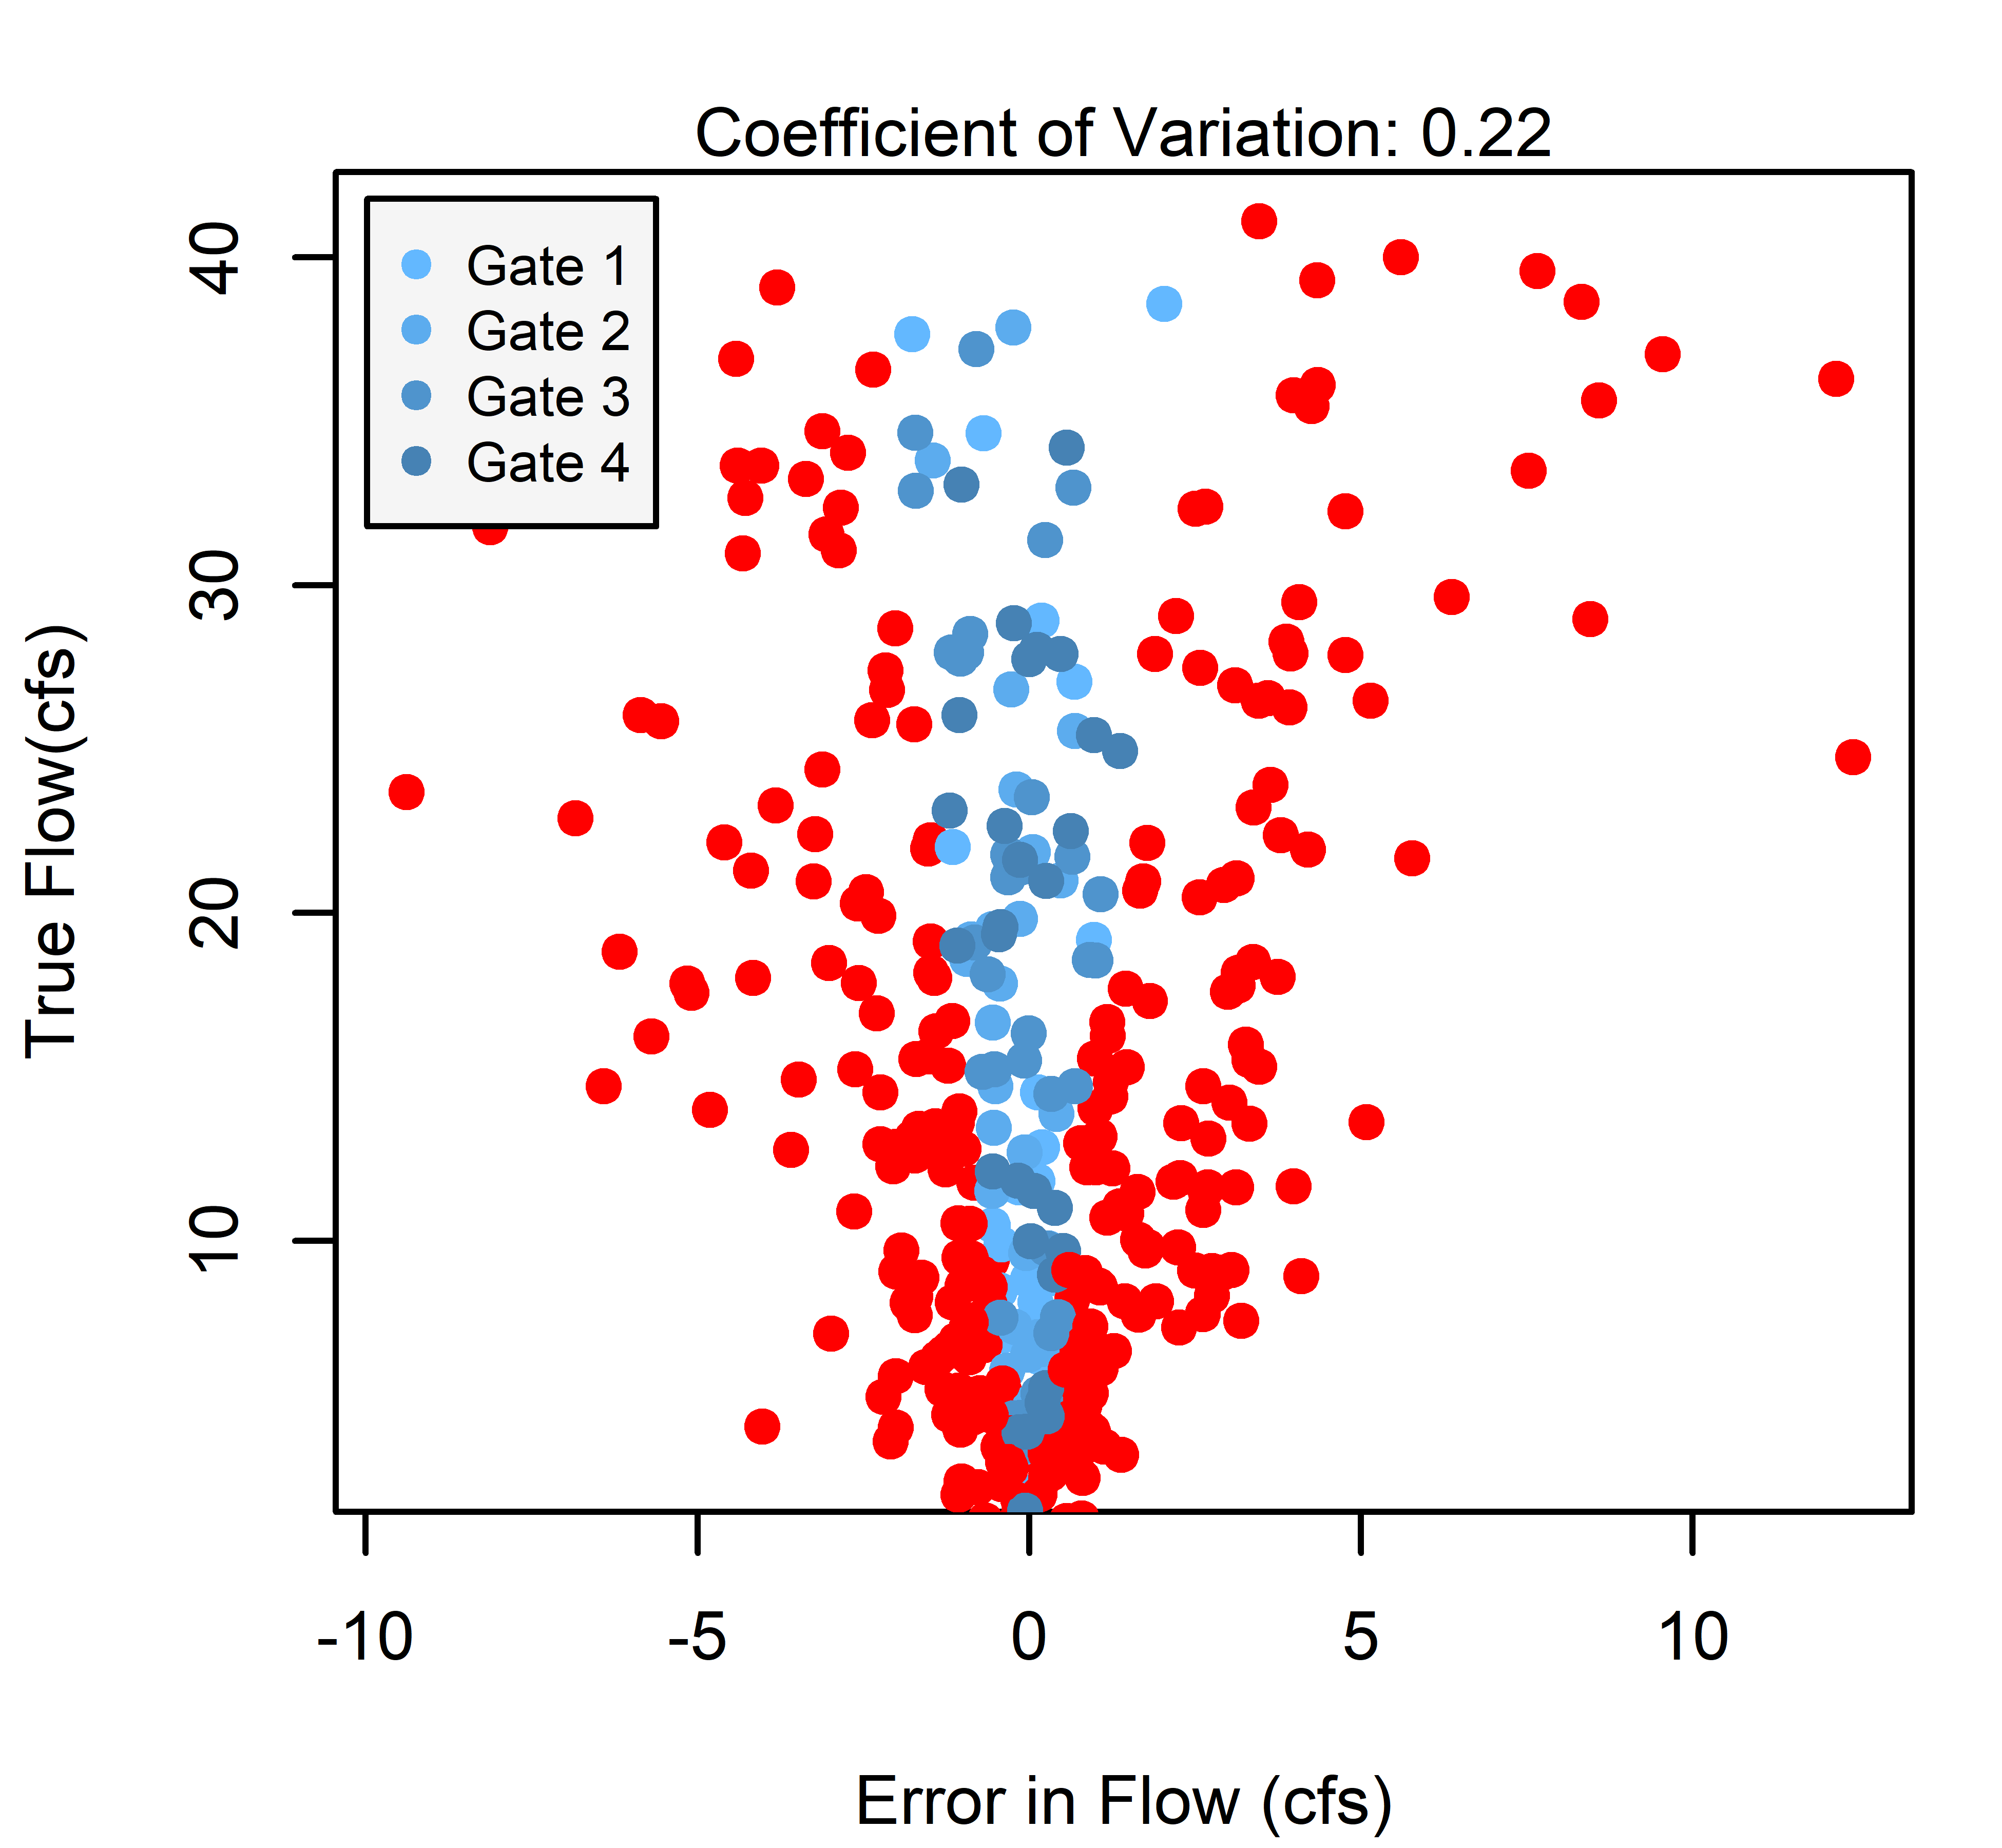 Coefficient of Variation: 0.22
Gate 1
Gate 2
Gate 3
Gate 4
True Flow(cfs)
40
30
20
10
-10 -5 0 5 10
Error in Flow (cfs)